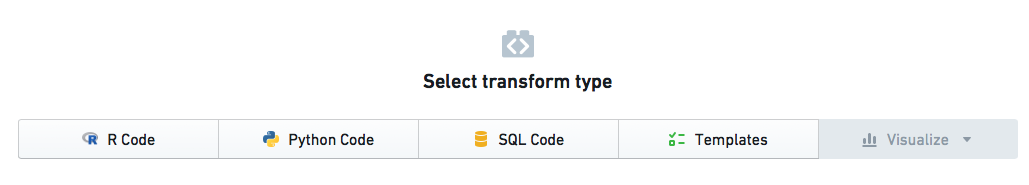 Select transform type
R Code Python Code SQL Code Templates Visualize